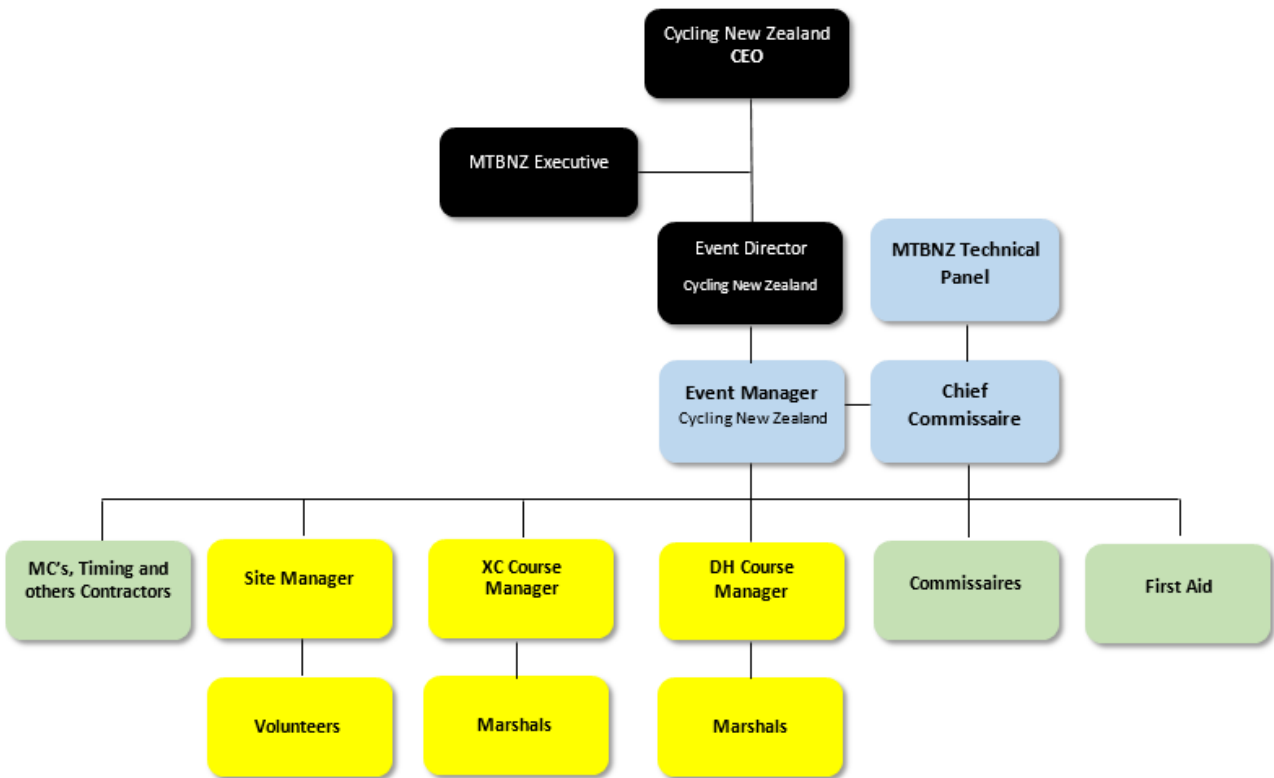 Cycling New Zealand
CEO
MTBNZ Executive
Event Director
Cycling New Zealand
MTBNZ Technical
Panel
Event Manager
Cycling New Zealand
Chief
Commissaire
MC's, Timing and
others Contractors
Site Manager
XC Course
Manager
DH Course
Manager
Commissaires
First Aid
Volunteers
Marshals
Marshals